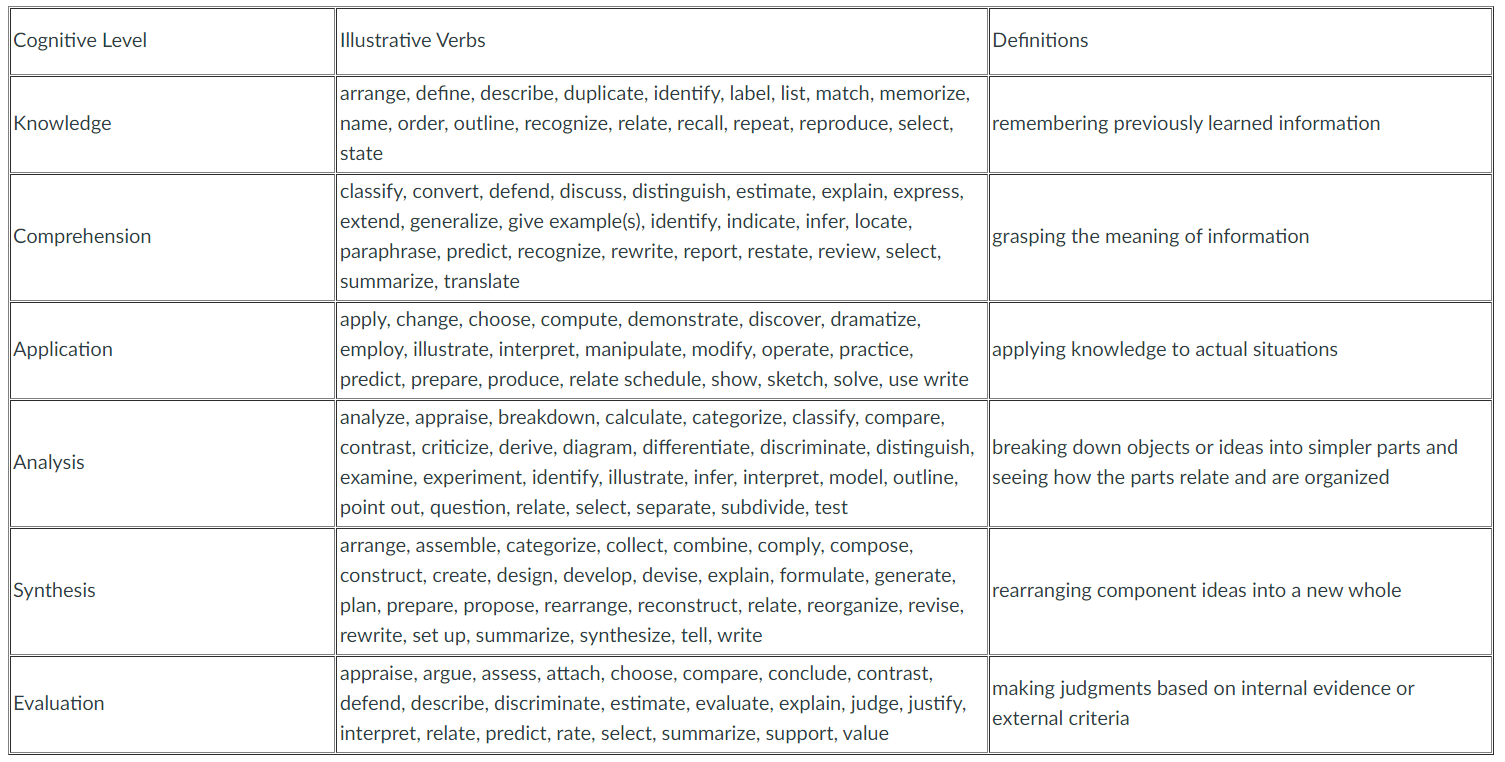 Cognitive Level
Illustrative Verbs
Definitions
Knowledge
arrange, define, describe, duplicate, identify, label, list, match, memorize,
name, order, outline, recognize, relate, recall, repeat, reproduce, select,
state
remembering previously learned information
Comprehension
classify, convert, defend, discuss, distinguish, estimate, explain, express,
extend, generalize, give example(s), identify, indicate, infer, locate,
paraphrase, predict, recognize, rewrite, report, restate, review, select,
summarize, translate
grasping the meaning of information
Application
apply, change, choose, compute, demonstrate, discover, dramatize,
employ, illustrate, interpret, manipulate, modify, operate, practice,
predict, prepare, produce, relate schedule, show, sketch, solve, use write
applying knowledge to actual situations
Analysis
analyze, appraise, breakdown, calculate, categorize, classify, compare,
contrast, criticize, derive, diagram, differentiate, discriminate, distinguish,
examine, experiment, identify, illustrate, infer, interpret, model, outline,
point out, question, relate, select, separate, subdivide, test
breaking down objects or ideas into simpler parts and
seeing how the parts relate and are organized
Synthesis
arrange, assemble, categorize, collect, combine, comply, compose,
construct, create, design, develop, devise, explain, formulate, generate,
plan, prepare, propose, rearrange, reconstruct, relate, reorganize, revise,
rewrite, set up, summarize, synthesize, tell, write
rearranging component ideas into a new whole
Evaluation
appraise, argue, assess, attach, choose, compare, conclude, contrast,
defend, describe, discriminate, estimate, evaluate, explain, judge, justify,
interpret, relate, predict, rate, select, summarize, support, value
making judgments based on internal evidence or
external criteria